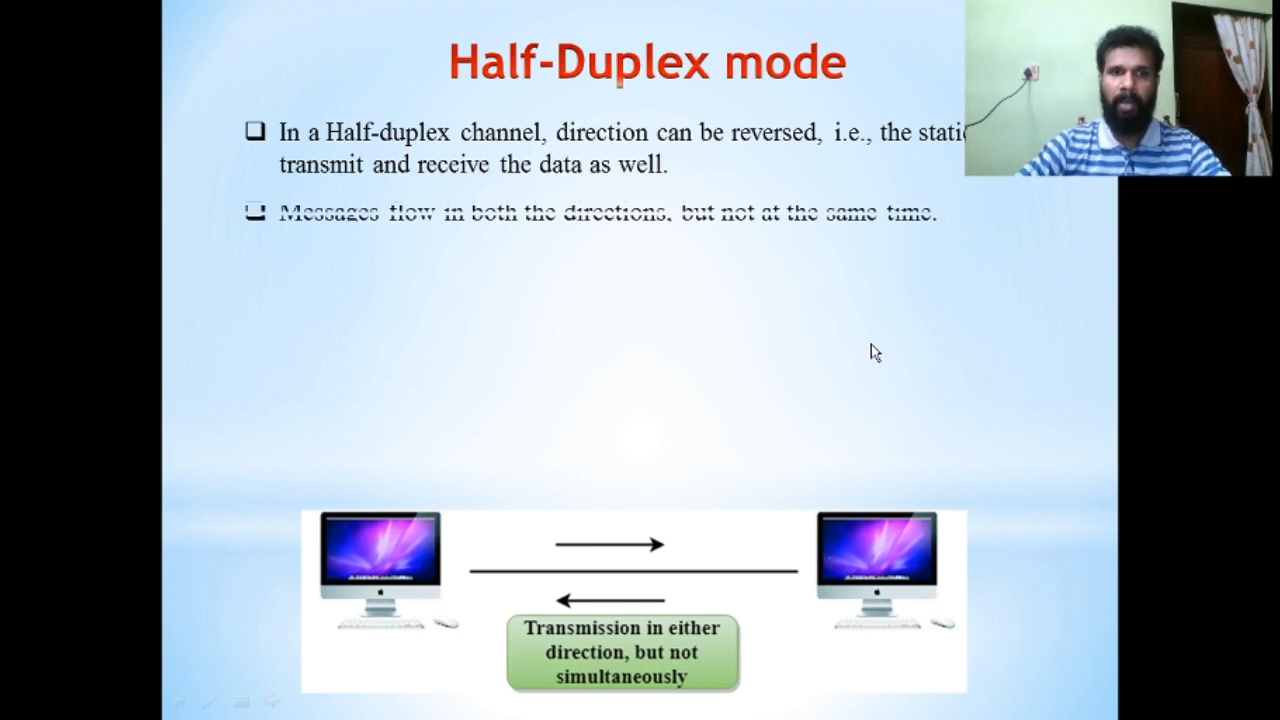 Half-Duplex mode
In a Half-duplex channel, direction can be reversed, i.e., the
transmit and receive the data as well.
Messages flow in both the directions, but not at the same time.
Transmission in either
direction, but not
simultaneously